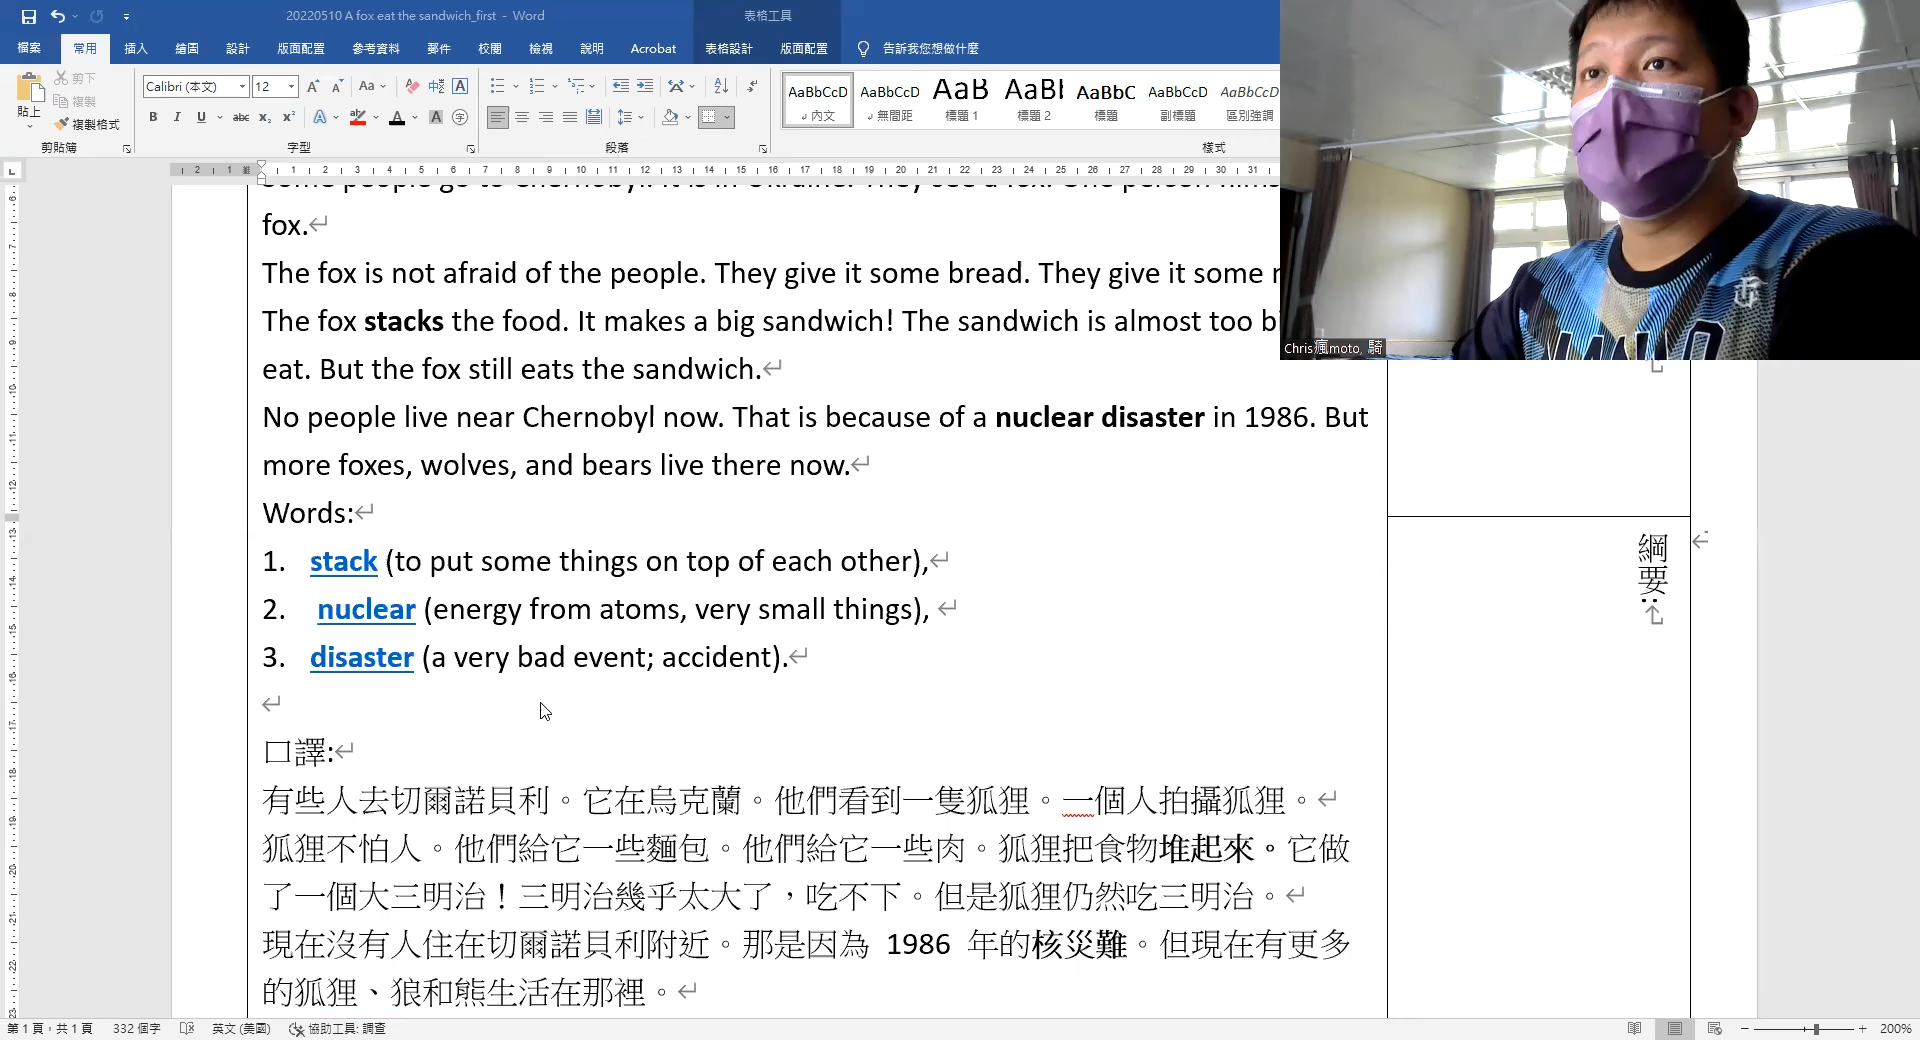 20220510 A fox eat the sandwich_first - Word
表格工具
檔案 常用 插入 繪圖 設計 版面配置 參考資料 郵件 校閱 檢視 說明 Acrobat 表格設計 版面配置 告訴我您想做什麼
貼上
剪下
複製
複製格式
剪貼簿
Calibri (本文) 12
字型
段落
AaBbCcD AaBbCcD AaB AaBl AaBbC AaBbCcD AaBbCcD
內文 無間距 標題 1 標題 2 標題 副標題 區別強調
樣式
Chris瘋moto, 騎
fox.
The fox is not afraid of the people. They give it some bread. They give it some
The fox stacks the food. It makes a big sandwich! The sandwich is almost too
eat. But the fox still eats the sandwich.
No people live near Chernobyl now. That is because of a nuclear disaster in 1986. But
more foxes, wolves, and bears live there now.
Words:
1. stack (to put some things on top of each other),
2. nuclear (energy from atoms, very small things),
3. disaster (a very bad event; accident).
口譯:
有些人去切爾諾貝利。它在烏克蘭。他們看到一隻狐狸。一個人拍攝狐狸。
狐狸不怕人。他們給它一些麵包。他們給它一些肉。狐狸把食物堆起來。它做
了一個大三明治！三明治幾乎太大了，吃不下。但是狐狸仍然吃三明治。
現在沒有人住在切爾諾貝利附近。那是因為 1986 年的核災難。但現在有更多
的狐狸、狼和熊生活在那裡。
綱要:
第 1 頁，共 1 頁 332 個字 英文 (美國) 協助工具: 調查 200%